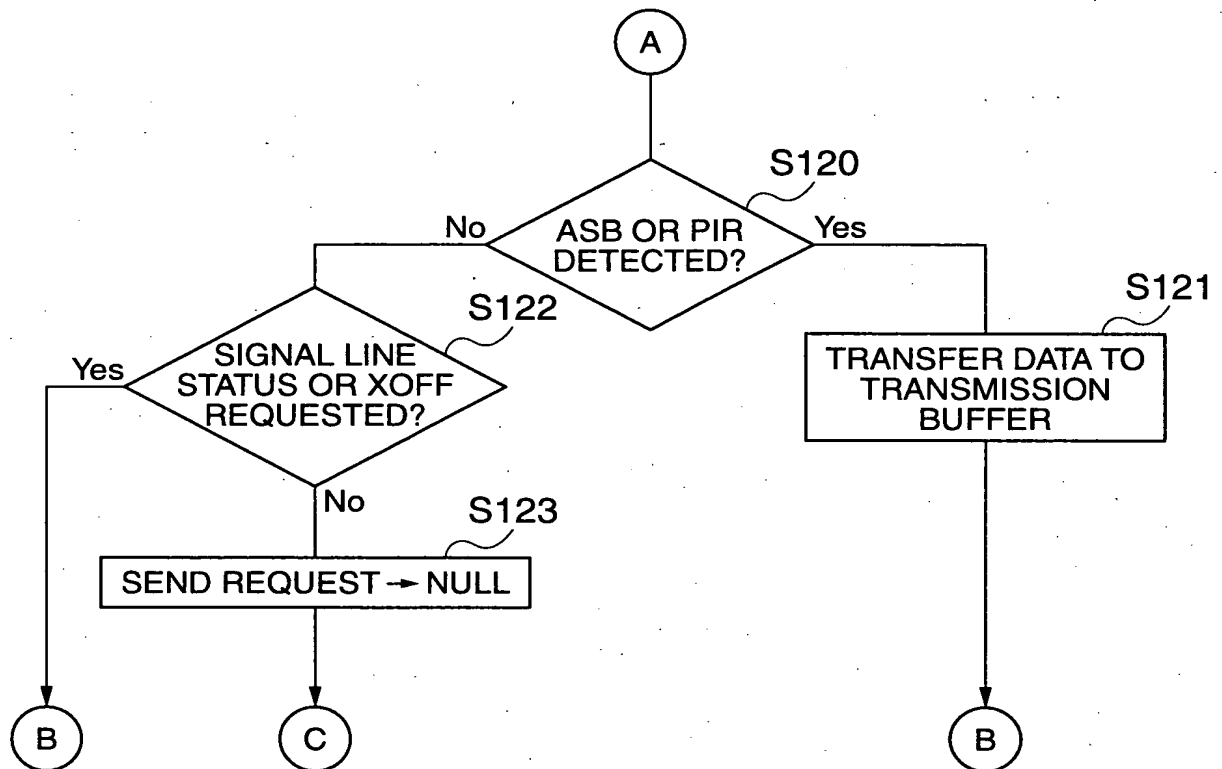 A
S120
No
ASB OR PIR
DETECTED?
Yes
S122
S121
Yes
SIGNAL LINE
STATUS OR XOFF
REQUESTED?
TRANSFER DATA TO
TRANSMISSION
BUFFER
No
S123
SEND REQUEST → NULL
B
C
B